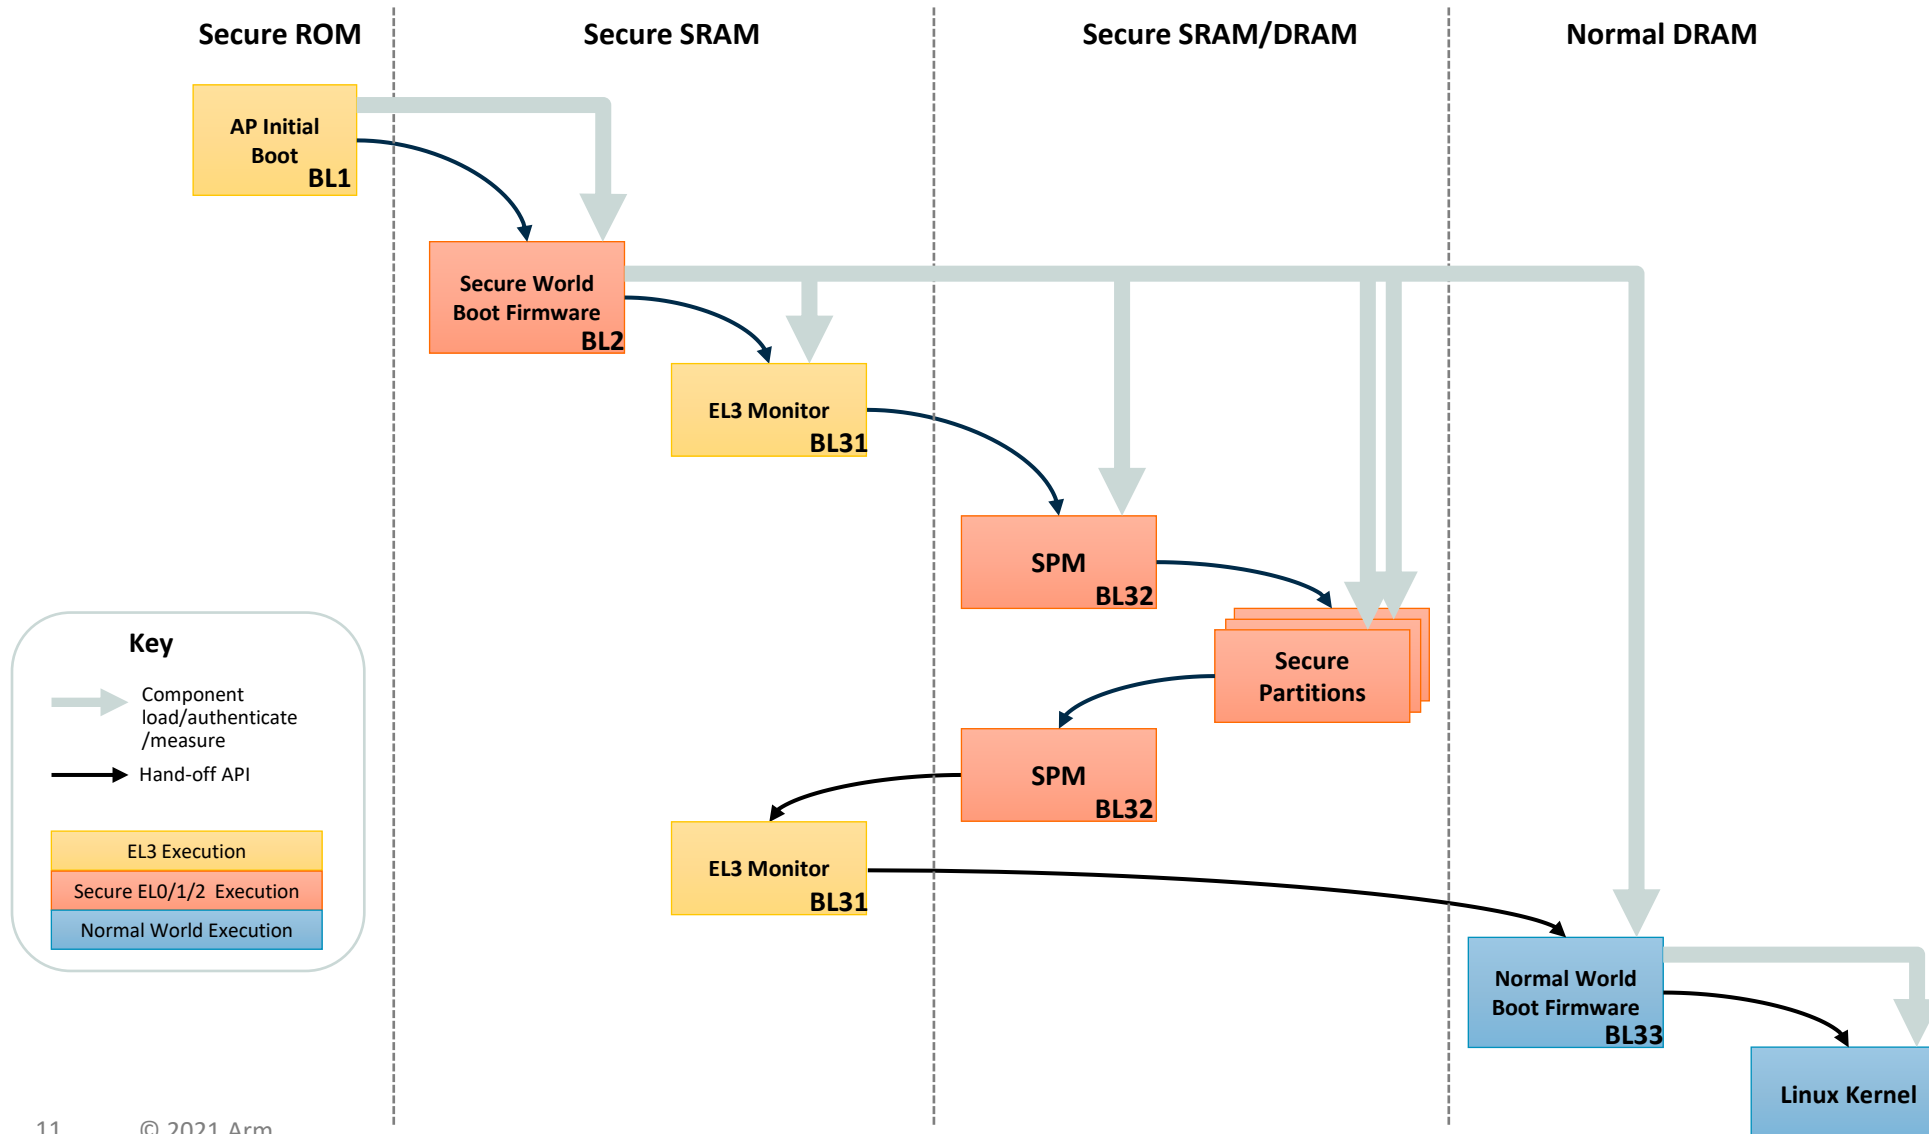 Secure ROM
Secure SRAM
Secure SRAM/DRAM
Normal DRAM
AP Initial
Boot
BL1
Secure World
Boot Firmware
BL2
EL3 Monitor
BL31
SPM
BL32
Secure
Partitions
SPM
BL32
EL3 Monitor
BL31
Normal World
Boot Firmware
BL33
Linux Kernel
Key
Component
load/authenticate
/measure
Hand-off API
EL3 Execution
Secure EL0/1/2 Execution
Normal World Execution
11
© 2021 Arm